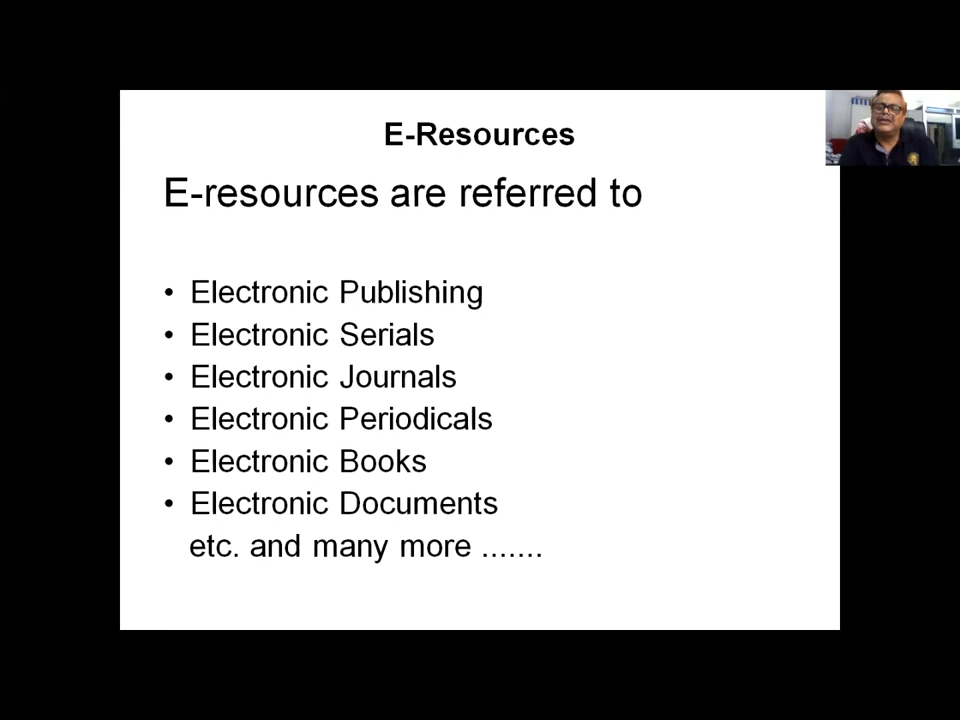 E-Resources
E-resources are referred to
• Electronic Publishing
• Electronic Serials
• Electronic Journals
• Electronic Periodicals
• Electronic Books
• Electronic Documents
etc. and many more .......